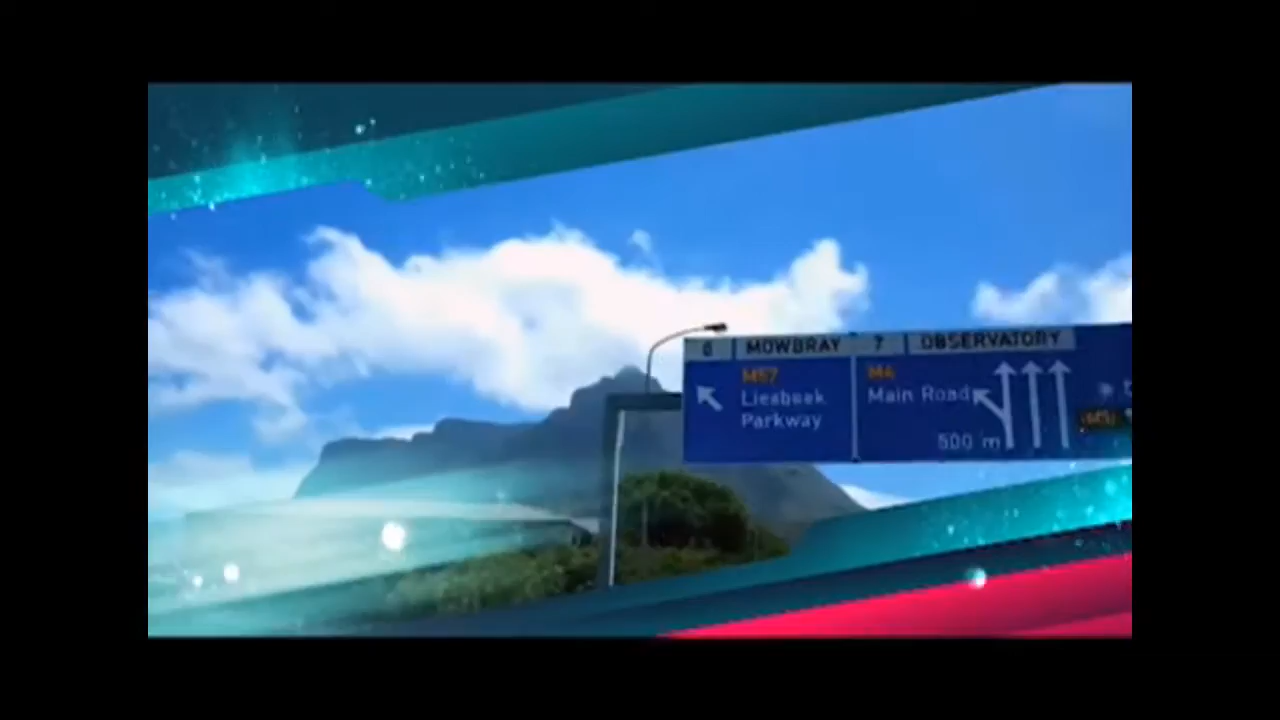 6 MOWBRAY 7 OBSERVATORY
M57 M4
Liesbeek Main Road
Parkway
500 m